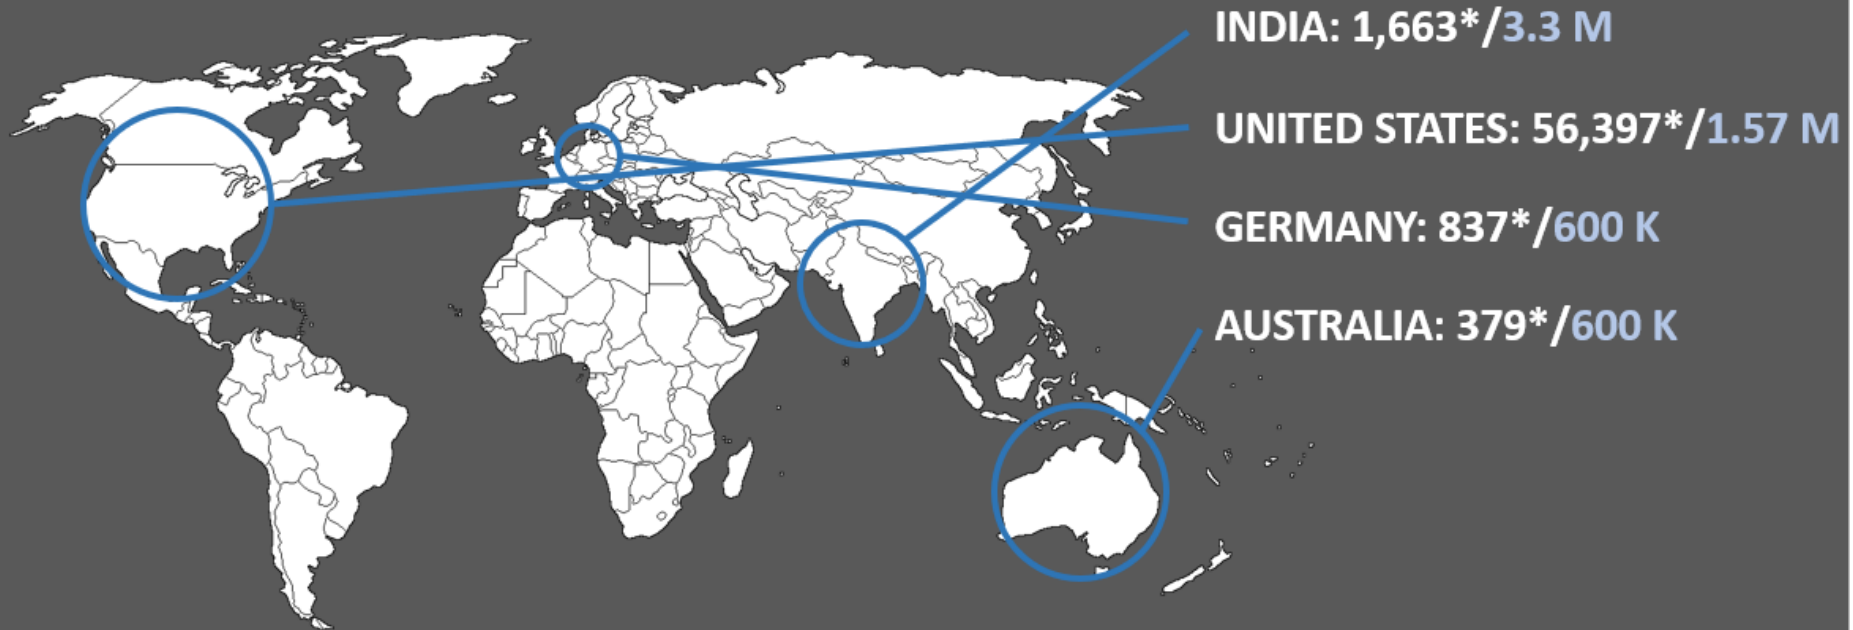 INDIA: 1,663*/3.3 M
UNITED STATES: 56,397*/1.57 M
GERMANY: 837*/600 K
AUSTRALIA: 379*/600 K